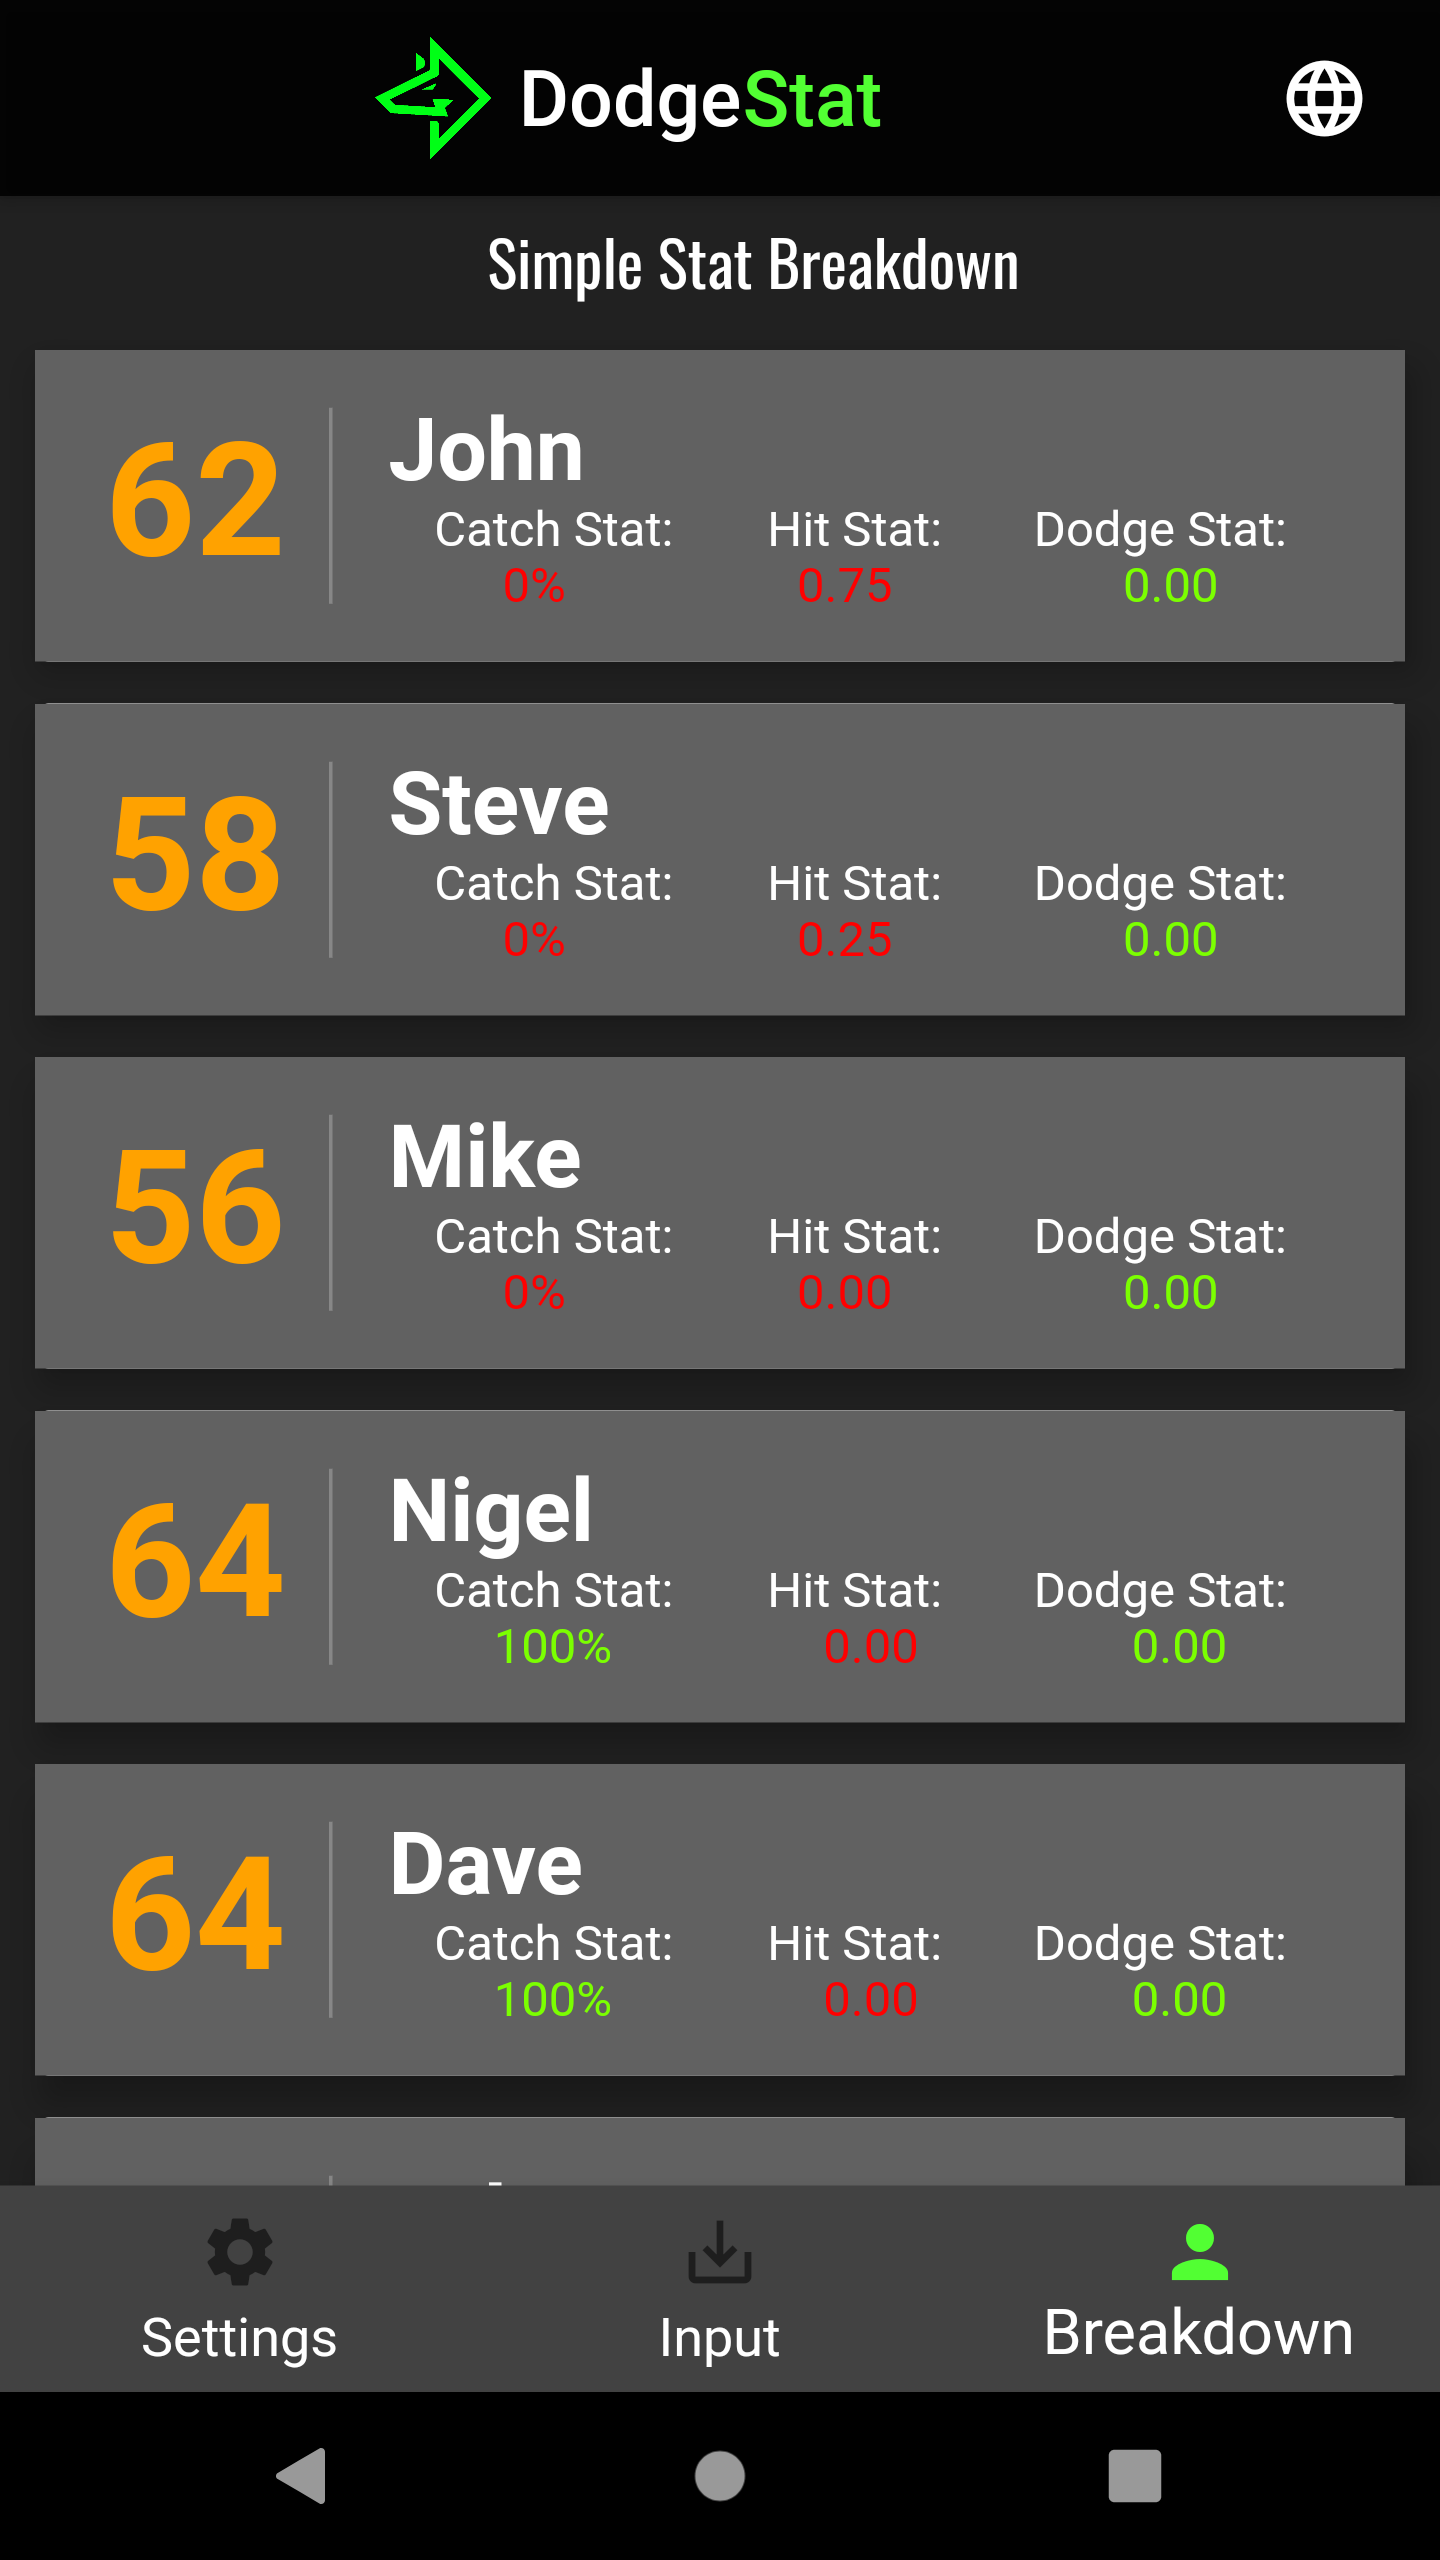 DodgeStat
Simple Stat Breakdown
62
John
Catch Stat: Hit Stat: Dodge Stat:
0% 0.75 0.00
58
Steve
Catch Stat: Hit Stat: Dodge Stat:
0% 0.25 0.00
56
Mike
Catch Stat: Hit Stat: Dodge Stat:
0% 0.00 0.00
64
Nigel
Catch Stat: Hit Stat: Dodge Stat:
100% 0.00 0.00
64
Dave
Catch Stat: Hit Stat: Dodge Stat:
100% 0.00 0.00
Settings Input Breakdown